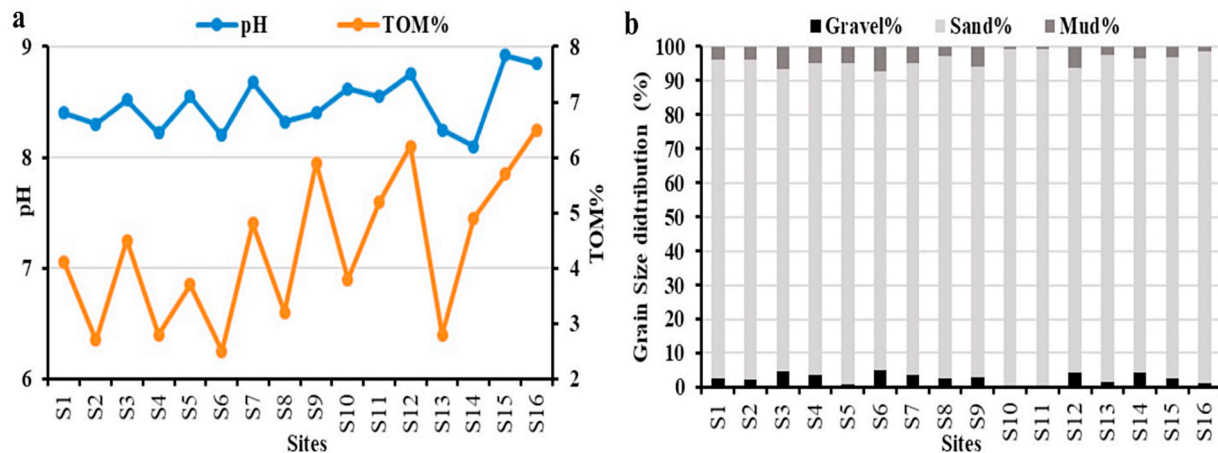 a
pH TOM%
9
8
7
6
pH
8
7
6
5
4
3
2
TOM%
S1 S2 S3 S4 S5 S6 S7 S8 S9 S10 S11 S12 S13 S14 S15 S16
Sites
b
Gravel% Sand% Mud%
100
90
80
70
60
50
40
30
20
10
0
Grain Size didtribution (%)
S1 S2 S3 S4 S5 S6 S7 S8 S9 S10 S11 S12 S13 S14 S15 S16
Sites